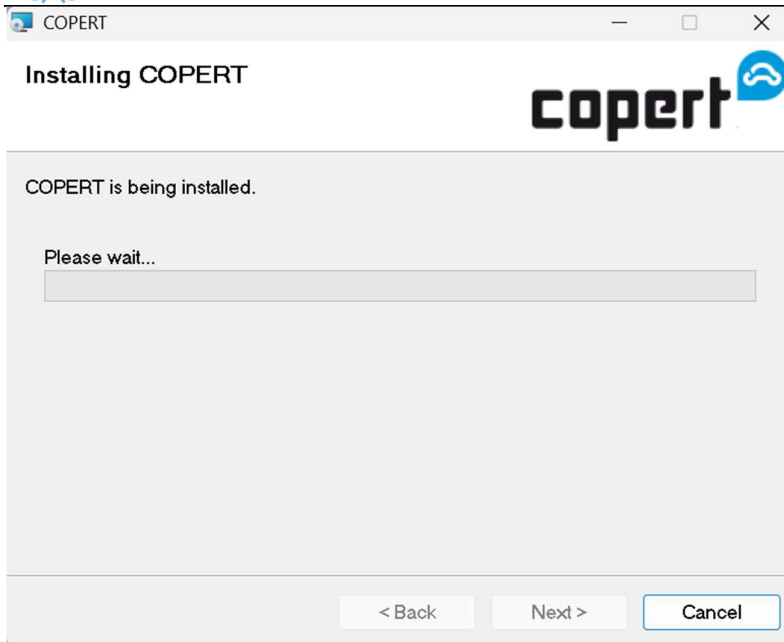 COPERT
Installing COPERT
copert
COPERT is being installed.
Please wait...
< Back
Next >
Cancel